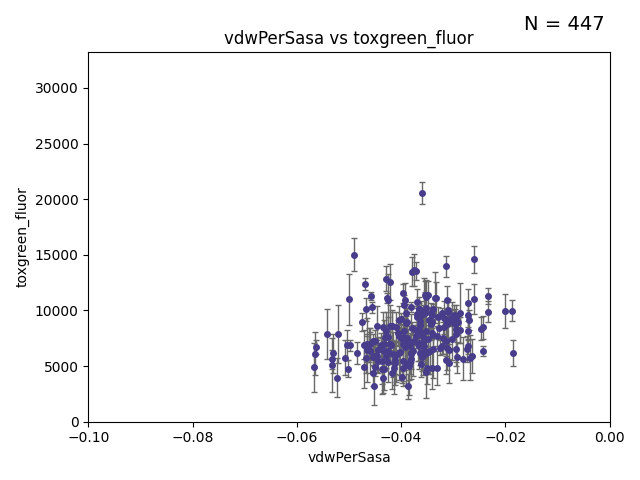 N = 447
vdwPerSasa vs toxgreen_fluor
30000
25000
20000
15000
10000
5000
0
toxgreen_fluor
−0.10 −0.08 −0.06 −0.04 −0.02 0.00
vdwPerSasa